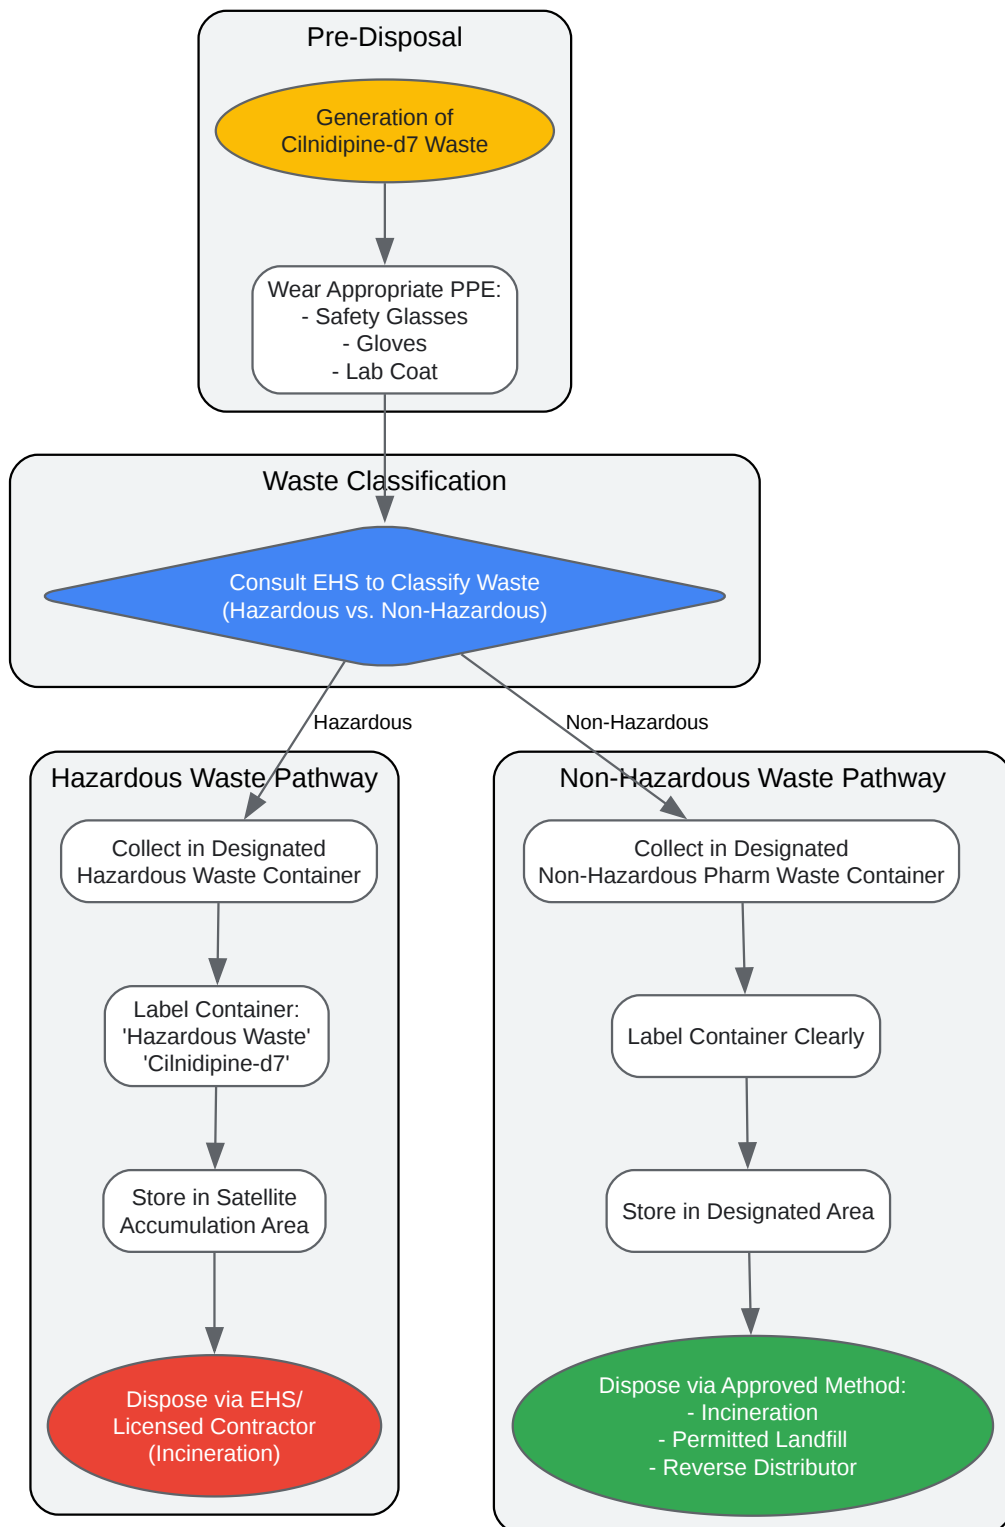 Pre-Disposal
Generation of
Cilnidipine-d7 Waste
Wear Appropriate PPE:
- Safety Glasses
- Gloves
- Lab Coat
Waste Classification
Consult EHS to Classify Waste
(Hazardous vs. Non-Hazardous)
Hazardous
Non-Hazardous
Hazardous Waste Pathway
Collect in Designated
Hazardous Waste Container
Label Container:
'Hazardous Waste'
'Cilnidipine-d7'
Store in Satellite
Accumulation Area
Dispose via EHS/
Licensed Contractor
(Incineration)
Non-Hazardous Waste Pathway
Collect in Designated
Non-Hazardous Pharm Waste Container
Label Container Clearly
Store in Designated Area
Dispose via Approved Method:
- Incineration
- Permitted Landfill
- Reverse Distributor